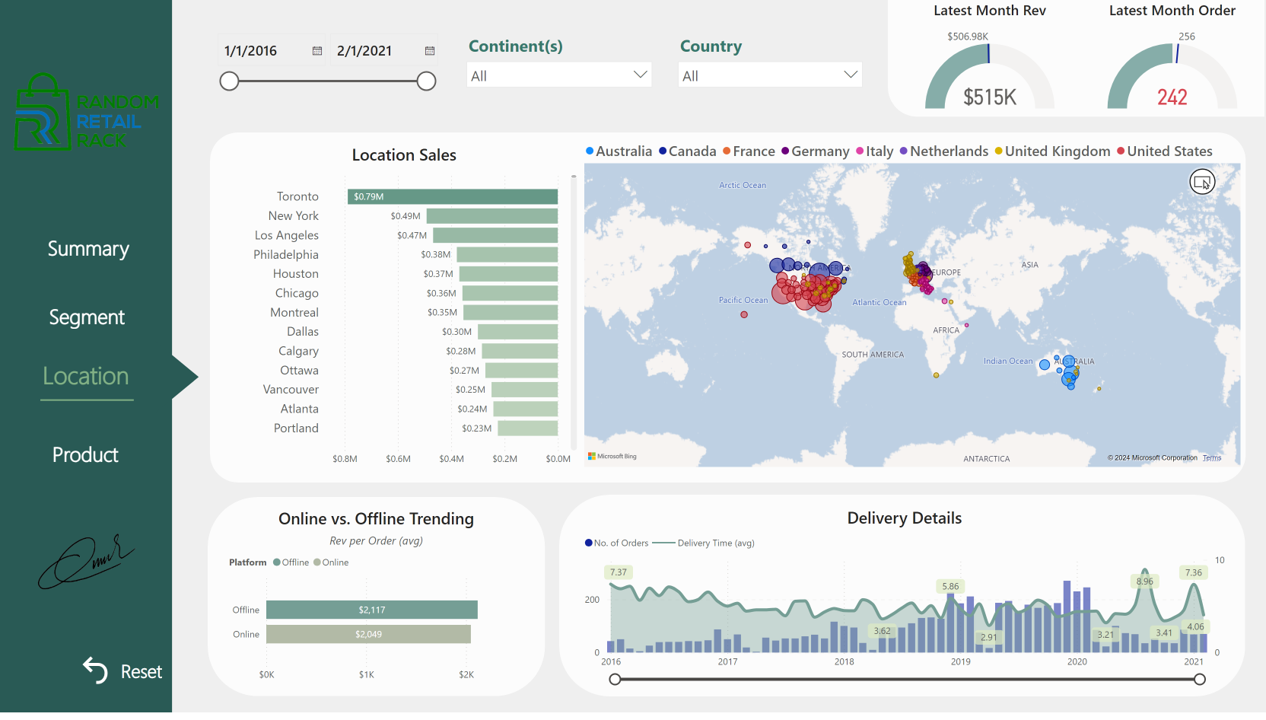 RANDOM
RETAIL
RACK
Summary
Segment
Location
Product
Reset
1/1/2016
2/1/2021
Continent(s)
All
Country
All
Latest Month Rev
$506.98K
$515K
Latest Month Order
256
242
Location Sales
Toronto $0.79M
New York $0.49M
Los Angeles $0.47M
Philadelphia $0.38M
Houston $0.37M
Chicago $0.36M
Montreal $0.35M
Dallas $0.30M
Calgary $0.28M
Ottawa $0.27M
Vancouver $0.25M
Atlanta $0.24M
Portland $0.23M
$0.8M $0.6M $0.4M $0.2M $0.0M
Australia Canada France Germany Italy Netherlands United Kingdom United States
Arctic Ocean
EUROPE
ASIA
Pacific Ocean
Atlantic Ocean
AFRICA
SOUTH AMERICA
Indian Ocean
AUSTRALIA
ANTARCTICA
Microsoft Bing
© 2024 Microsoft Corporation Terms
Online vs. Offline Trending
Rev per Order (avg)
Platform Offline Online
Offline $2,117
Online $2,049
$0K $1K $2K
Delivery Details
No. of Orders Delivery Time (avg)
10
7.37
5.86
8.96
7.36
200
3.62
2.91
3.21
3.41
4.06
0
0
2016 2017 2018 2019 2020 2021